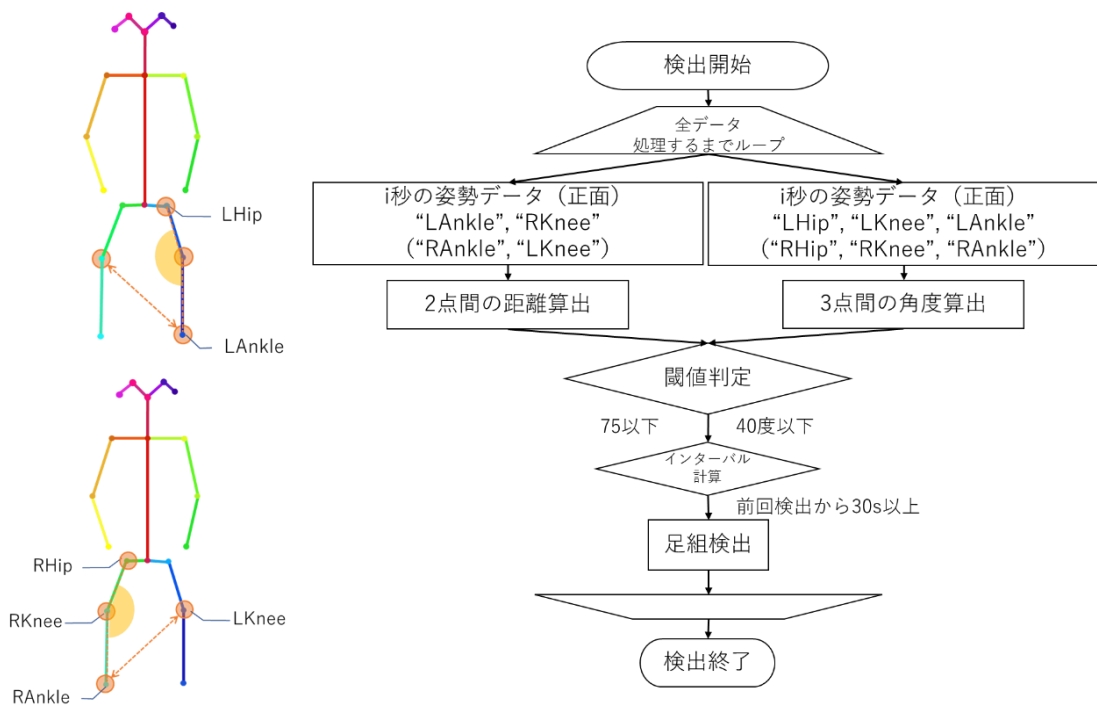 LHip
LAnkle
RHip
RKnee
LKnee
RAnkle
検出開始
全データ
処理するまでループ
i秒の姿勢データ（正面）
“LAnkle”, “RKnee”
(“RAnkle”, “LKnee”)
i秒の姿勢データ（正面）
“LHip”, “LKnee”, “LAnkle”
(“RHip”, “RKnee”, “RAnkle”)
2点間の距離算出
3点間の角度算出
閾値判定
75以下
40度以下
インターバル
計算
前回検出から30s以上
足組検出
検出終了